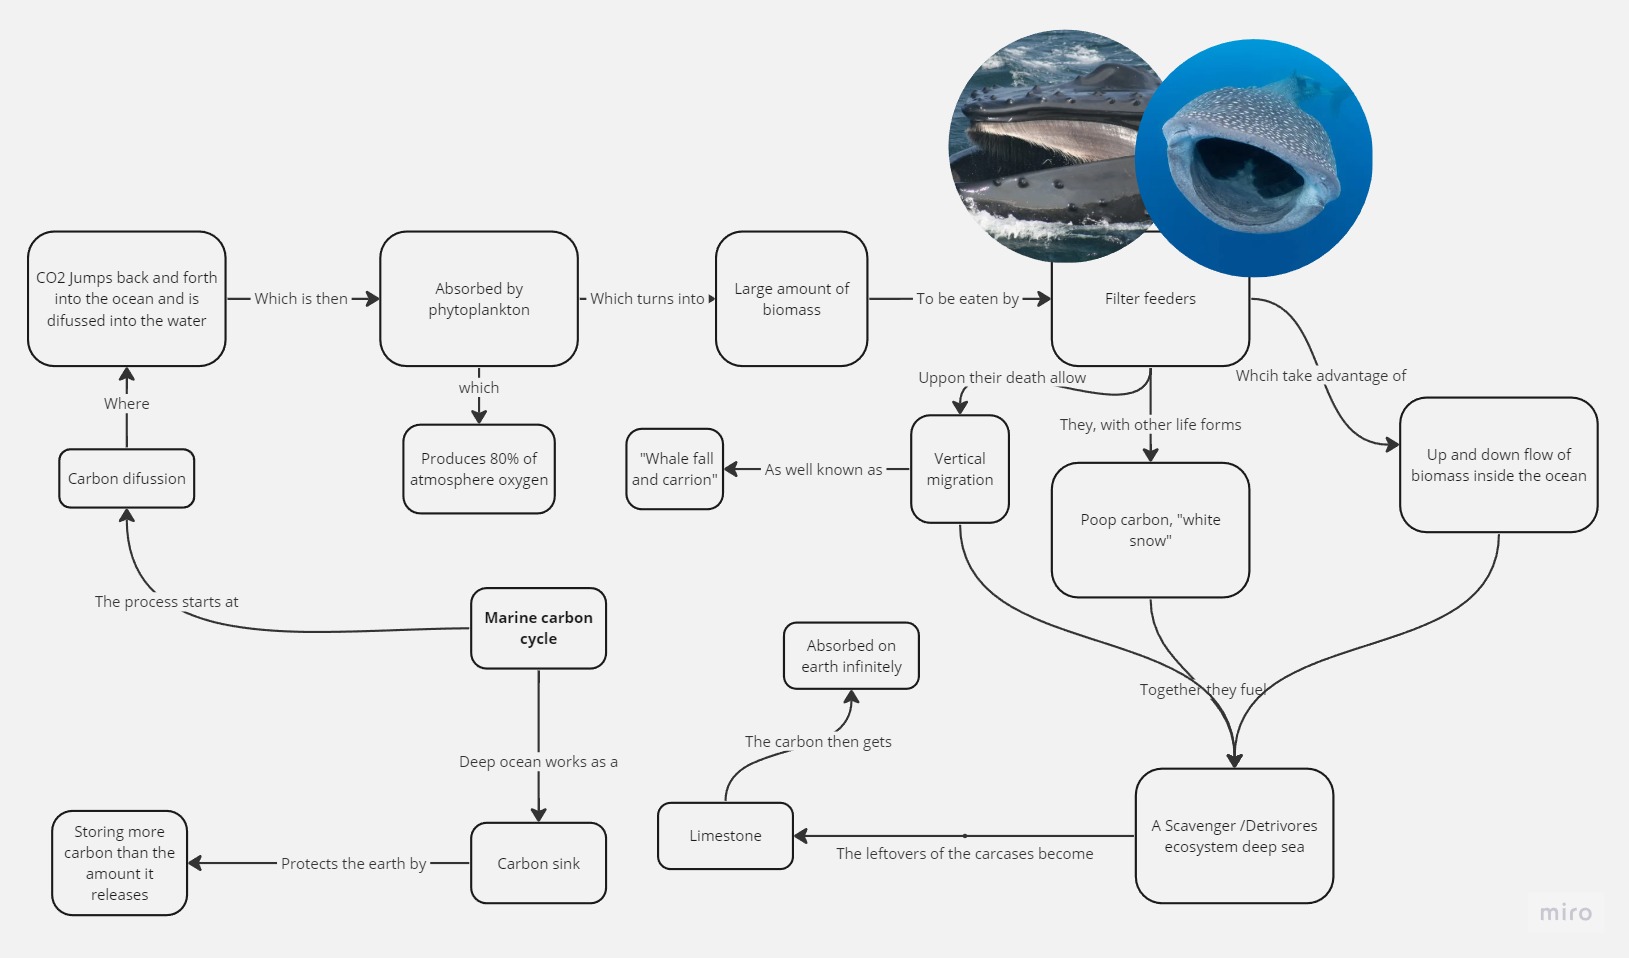 CO2 Jumps back and forth
into the ocean and is
difussed into the water
Which is then
Absorbed by
phytoplankton
Which turns into
Large amount of
biomass
To be eaten by
Filter feeders
Where
which
Uppon their death allow
Whcih take advantage of
They, with other life forms
Carbon difussion
Produces 80% of
atmosphere oxygen
"Whale fall
and carrion"
As well known as
Vertical
migration
Up and down flow of
biomass inside the ocean
Poop carbon, "white
snow"
The process starts at
Marine carbon
cycle
Absorbed on
earth infinitely
Together they fuel
The carbon then gets
Deep ocean works as a
Storing more
carbon than the
amount it
releases
Protects the earth by
Carbon sink
Limestone
The leftovers of the carcases become
A Scavenger /Detrivores
ecosystem deep sea
miro